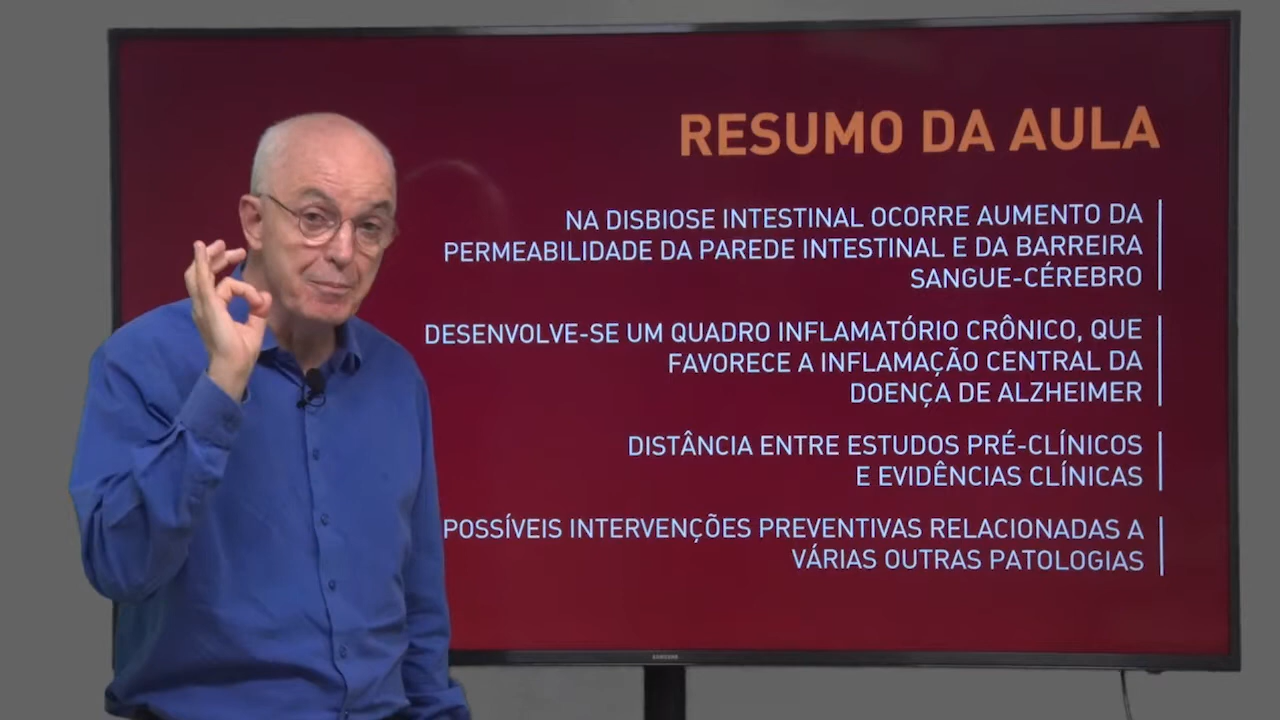 RESUMO DA AULA
NA DISBIOSE INTESTINAL OCORRE AUMENTO DA
PERMEABILIDADE DA PAREDE INTESTINAL E DA BARREIRA
SANGUE-CÉREBRO
DESENVOLVE-SE UM QUADRO INFLAMATÓRIO CRÔNICO, QUE
FAVORECE A INFLAMAÇÃO CENTRAL DA
DOENÇA DE ALZHEIMER
DISTÂNCIA ENTRE ESTUDOS PRÉ-CLÍNICOS
E EVIDÊNCIAS CLÍNICAS
POSSÍVEIS INTERVENÇÕES PREVENTIVAS RELACIONADAS A
VÁRIAS OUTRAS PATOLOGIAS
SAMSUNG